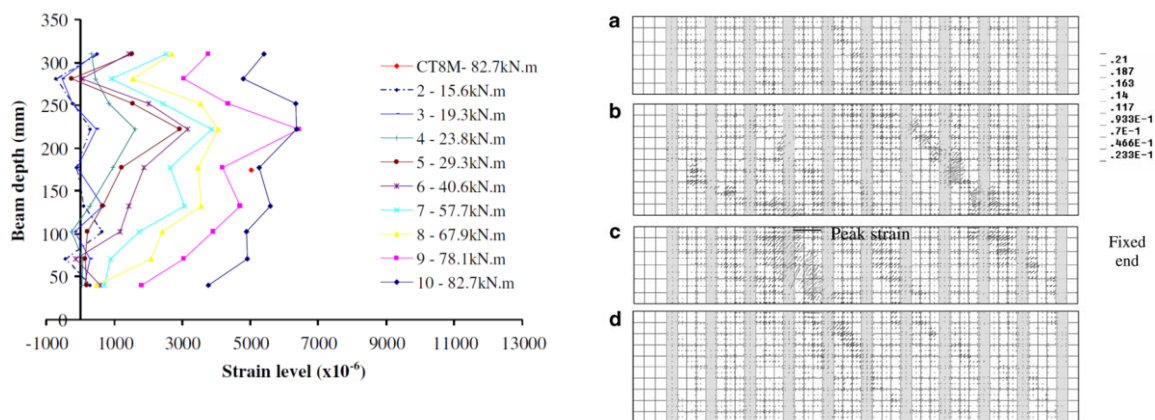 350
300
250
200
150
100
50
0
-1000 1000 3000 5000 7000 9000 11000 13000
Beam depth (mm)
Strain level (x10-6)
CT8M- 82.7kN.m
2 - 15.6kN.m
3 - 19.3kN.m
4 - 23.8kN.m
5 - 29.3kN.m
6 - 40.6kN.m
7 - 57.7kN.m
8 - 67.9kN.m
9 - 78.1kN.m
10 - 82.7kN.m
a
b
c
Peak strain
d
.21
.187
.163
.14
.117
.933E-1
.7E-1
.466E-1
.233E-1
Fixed
end